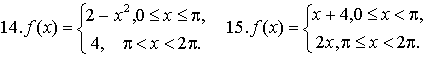 14. f(x) = { 2 − x², 0 ≤ x ≤ π,
4, π < x < 2π.
15. f(x) = { x + 4, 0 ≤ x < π,
2x, π ≤ x < 2π.